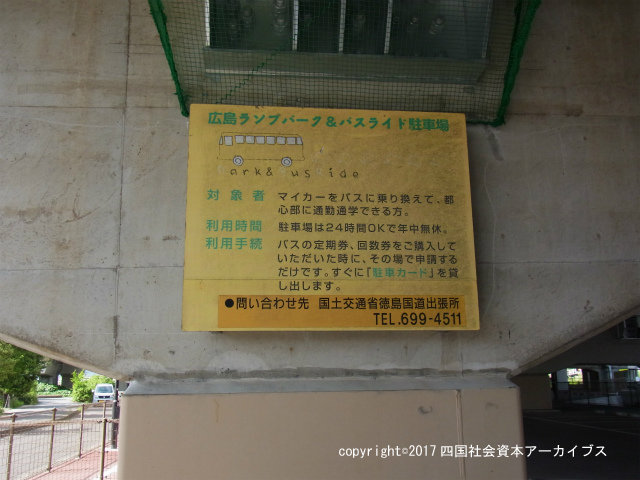 広島ランプパーク&バスライド駐車場
ark& us ide
対象者 マイカーをバスに乗り換えて、都
心部に通勤通学できる方。
利用時間 駐車場は24時間OKで年中無休。
利用手続 バスの定期券、回数券をご購入して
いただいた時に、その場で申請する
だけです。すぐに「駐車カード」を貸
し出します。
●問い合わせ先 国土交通省徳島国道出張所
TEL.699-4511
copyright©2017 四国社会資本アーカイブス